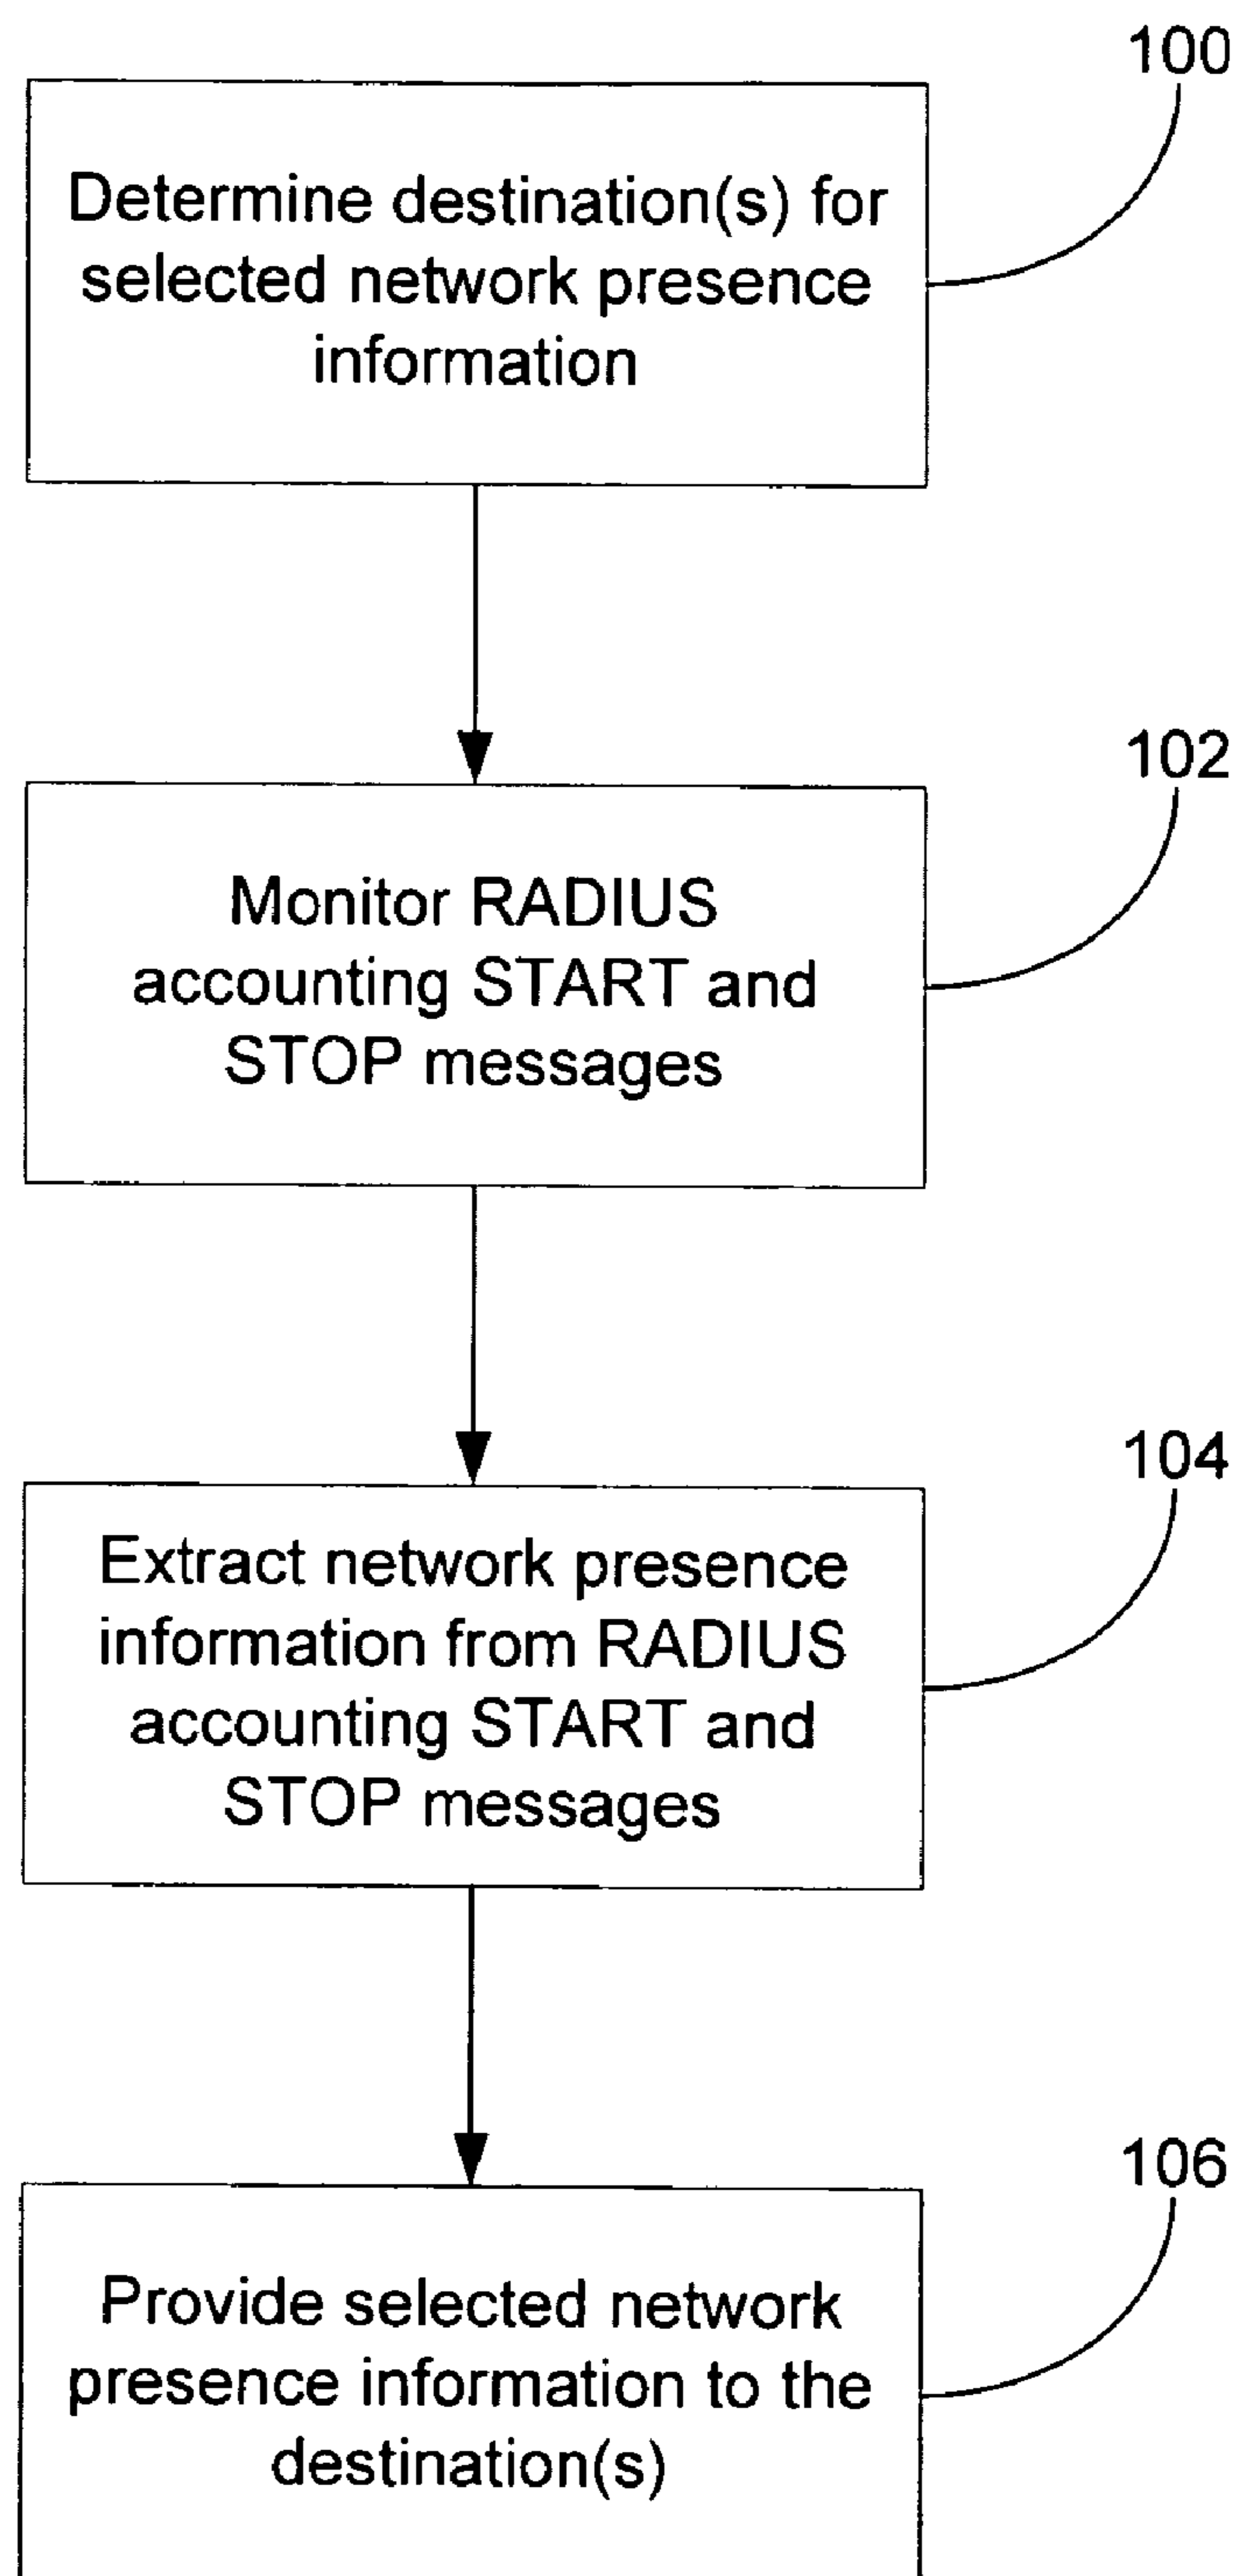 100
Determine destination(s) for
selected network presence
information
102
Monitor RADIUS
accounting START and
STOP messages
104
Extract network presence
information from RADIUS
accounting START and
STOP messages
106
Provide selected network
presence information to the
destination(s)